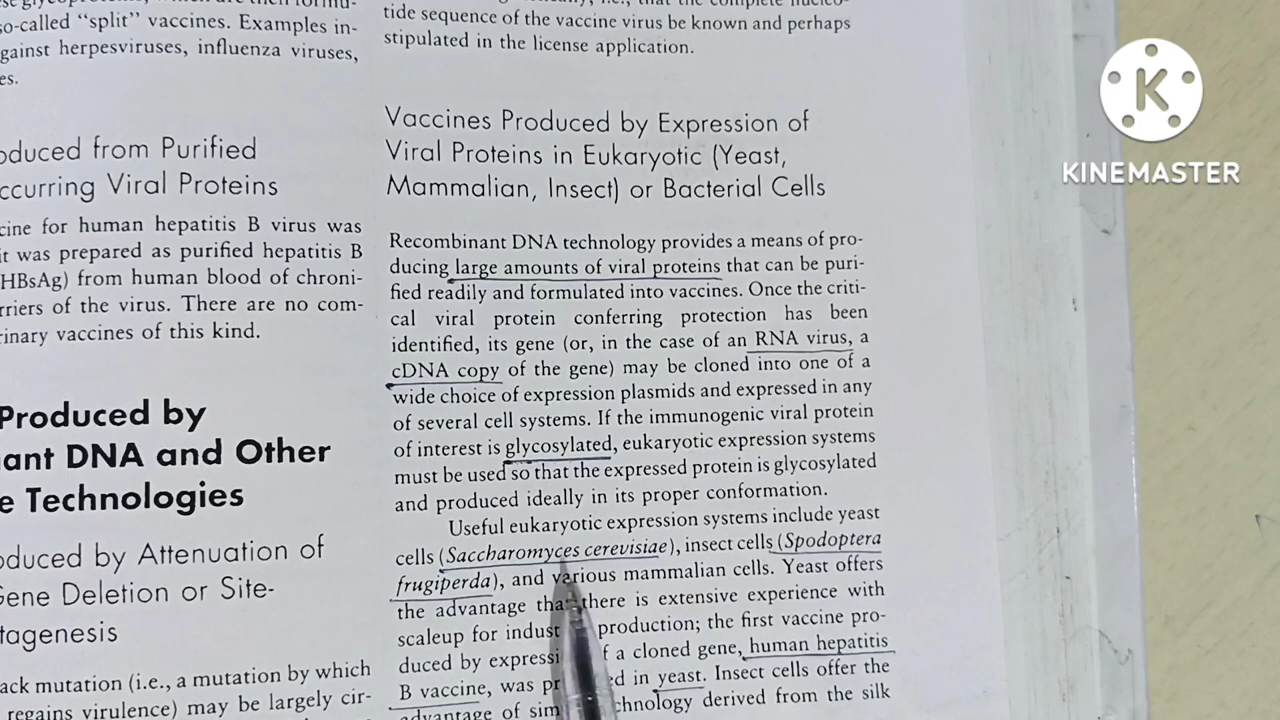 so-called “split” vaccines. Examples in-
gainst herpesviruses, influenza viruses,
es.
oduced from Purified
ccurring Viral Proteins
cine for human hepatitis B virus was
it was prepared as purified hepatitis B
HBsAg) from human blood of chroni-
rriers of the virus. There are no com-
rinary vaccines of this kind.
Produced by
ant DNA and Other
e Technologies
oduced by Attenuation of
Gene Deletion or Site-
tagenesis
ack mutation (i.e., a mutation by which
regains virulence) may be largely cir-
tide sequence of the vaccine virus be known and perhaps
stipulated in the license application.
Vaccines Produced by Expression of
Viral Proteins in Eukaryotic (Yeast,
Mammalian, Insect) or Bacterial Cells
Recombinant DNA technology provides a means of pro-
ducing large amounts of viral proteins that can be puri-
fied readily and formulated into vaccines. Once the criti-
cal viral protein conferring protection has been
identified, its gene (or, in the case of an RNA virus, a
cDNA copy of the gene) may be cloned into one of a
wide choice of expression plasmids and expressed in any
of several cell systems. If the immunogenic viral protein
of interest is glycosylated, eukaryotic expression systems
must be used so that the expressed protein is glycosylated
and produced ideally in its proper conformation.
Useful eukaryotic expression systems include yeast
cells (Saccharomyces cerevisiae), insect cells (Spodoptera
frugiperda), and various mammalian cells. Yeast offers
the advantage that there is extensive experience with
scaleup for indust production; the first vaccine pro-
duced by expressi f a cloned gene, human hepatitis
B vaccine, was pr ed in yeast. Insect cells offer the
advantage of sim chnology derived from the silk
K
KINEMASTER